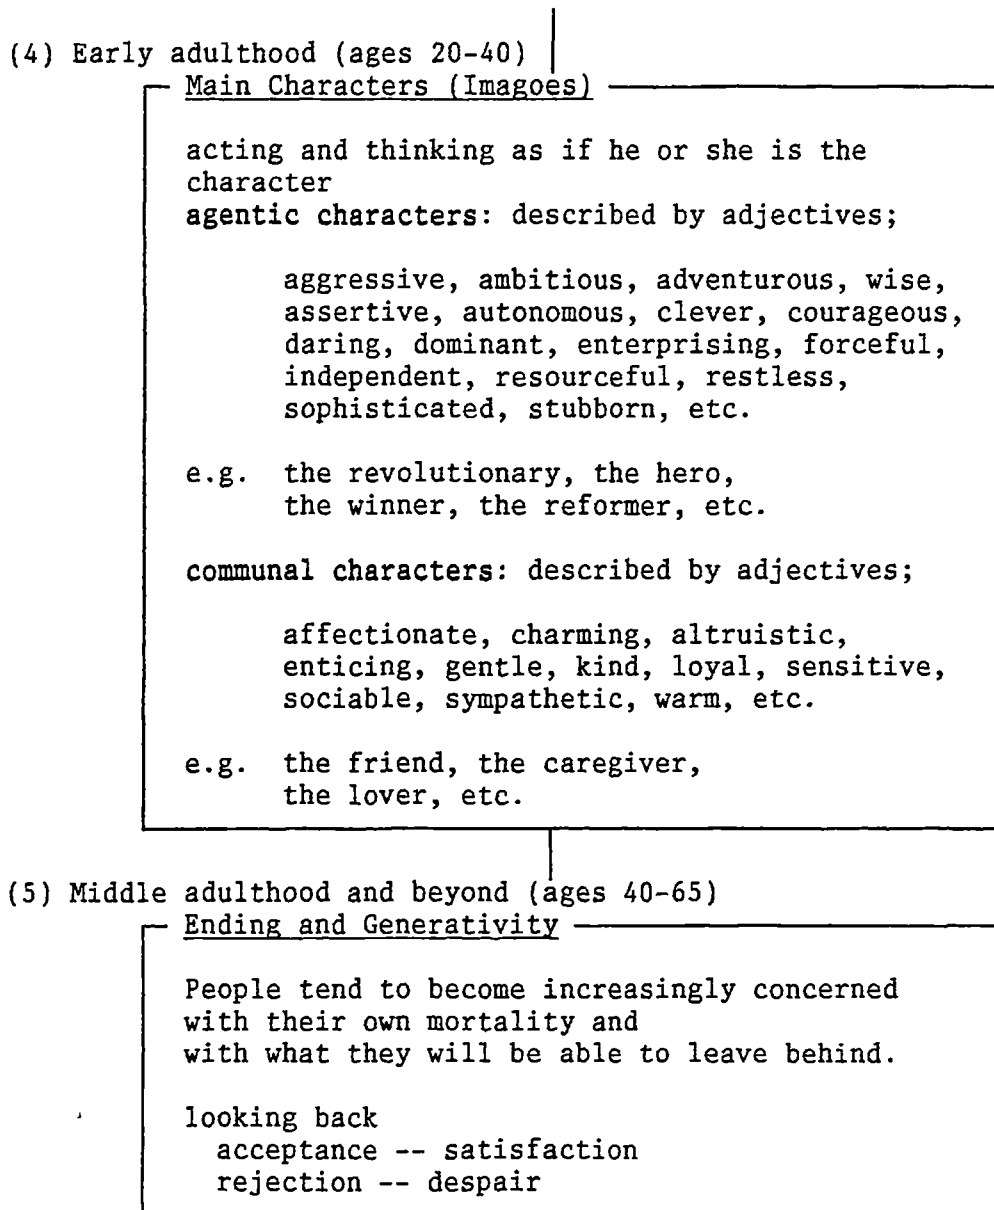 (4) Early adulthood (ages 20-40)
Main Characters (Imagoes)
acting and thinking as if he or she is the
character
agentic characters: described by adjectives;
aggressive, ambitious, adventurous, wise,
assertive, autonomous, clever, courageous,
daring, dominant, enterprising, forceful,
independent, resourceful, restless,
sophisticated, stubborn, etc.
e.g. the revolutionary, the hero,
the winner, the reformer, etc.
communal characters: described by adjectives;
affectionate, charming, altruistic,
enticing, gentle, kind, loyal, sensitive,
sociable, sympathetic, warm, etc.
e.g. the friend, the caregiver,
the lover, etc.
(5) Middle adulthood and beyond (ages 40-65)
Ending and Generativity
People tend to become increasingly concerned
with their own mortality and
with what they will be able to leave behind.
looking back
acceptance -- satisfaction
rejection -- despair